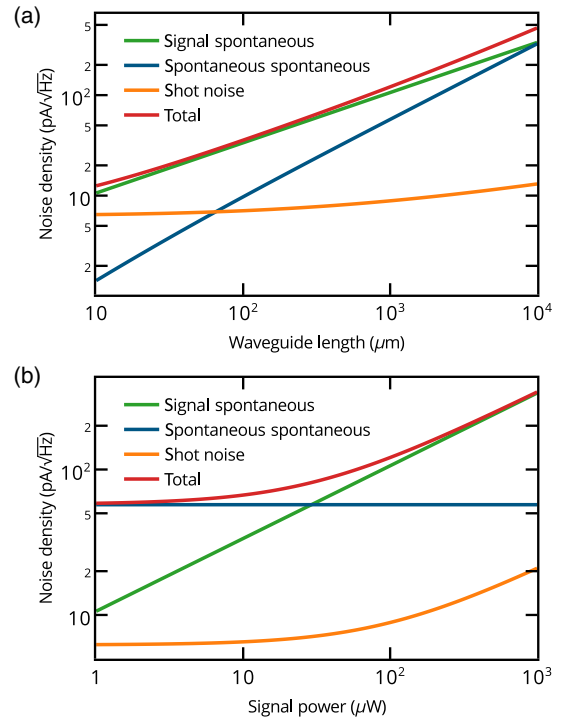 (a)
Signal spontaneous
Spontaneous spontaneous
Shot noise
Total
Noise density (pA/√Hz)
5
2
10²
5
2
10
5
2
10
10²
10³
10⁴
Waveguide length (µm)
(b)
Signal spontaneous
Spontaneous spontaneous
Shot noise
Total
Noise density (pA/√Hz)
2
10²
5
2
10
1
10
10²
10³
Signal power (µW)